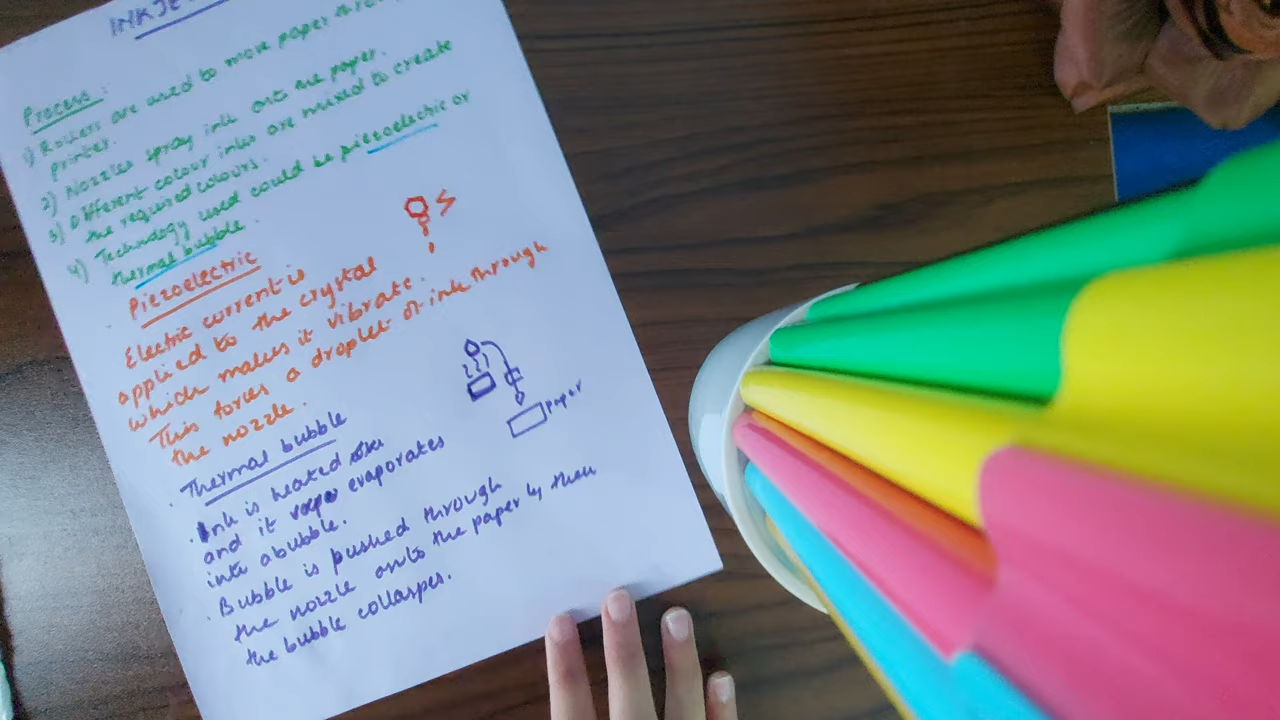 INKJE
Process:
1) Rollers are used to move paper through
printer.
2) Nozzles spray ink onto the paper.
3) Different colour inks are mixed to create
the required colours.
4) Technology used could be piezoelectric or
thermal bubble.
Piezoelectric
Electric current is
applied to the crystal
which makes it vibrate.
This forces a droplet of ink through
the nozzle.
Paper
Thermal bubble
Ink is heated
and it evaporates
into a bubble.
Bubble is pushed through
the nozzle onto the paper & then
the bubble collapses.